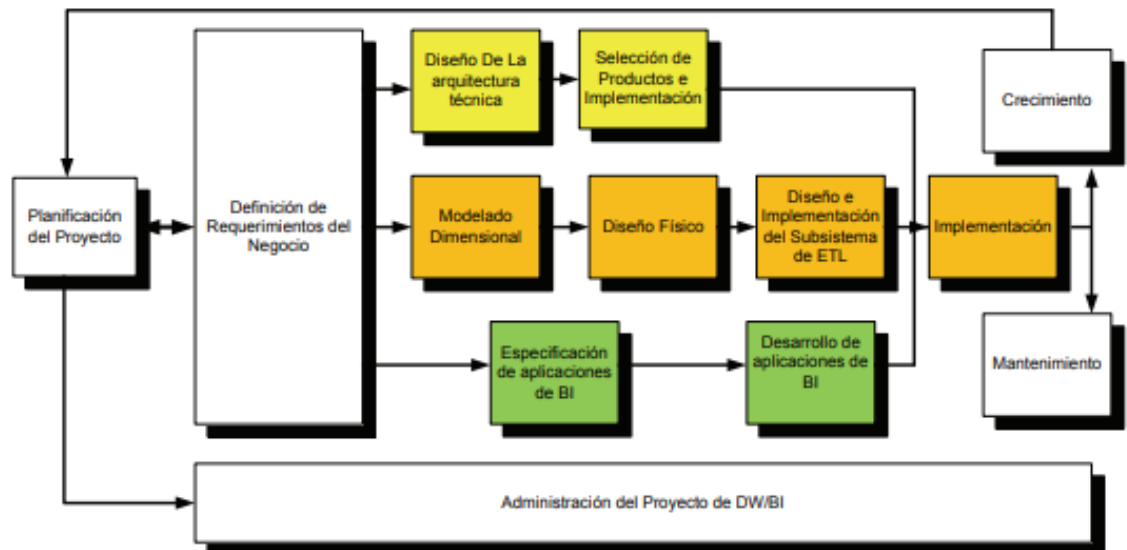 Diseño De La
arquitectura
técnica
Selección de
Productos e
Implementación
Crecimiento
Planificación
del Proyecto
Definición de
Requerimientos del
Negocio
Modelado
Dimensional
Diseño Físico
Diseño e
Implementación
del Subsistema
de ETL
Implementación
Especificación
de aplicaciones
de BI
Desarrollo de
aplicaciones de
BI
Mantenimiento
Administración del Proyecto de DW/BI